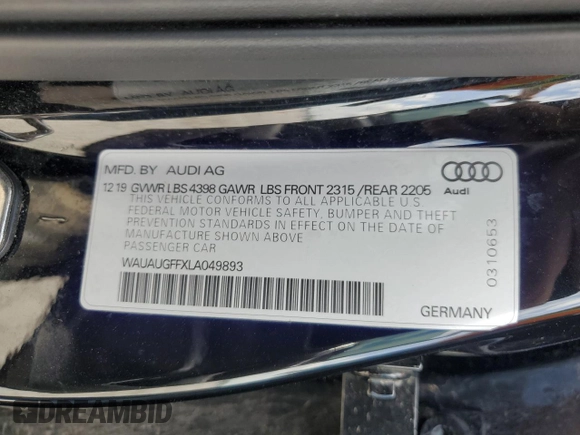 MFD. BY AUDI AG
12 19 GVWR LBS 4398 GAWR LBS FRONT 2315 /REAR 2205
THIS VEHICLE CONFORMS TO ALL APPLICABLE U.S
FEDERAL MOTOR VEHICLE SAFETY, BUMPER AND THEFT
PREVENTION STANDARDS IN EFFECT ON THE DATE OF
MANUFACTURE SHOWN ABOVE
PASSENGER CAR
WAUAUGFFXLA049893
Audi
0310653
GERMANY
DREAMBID